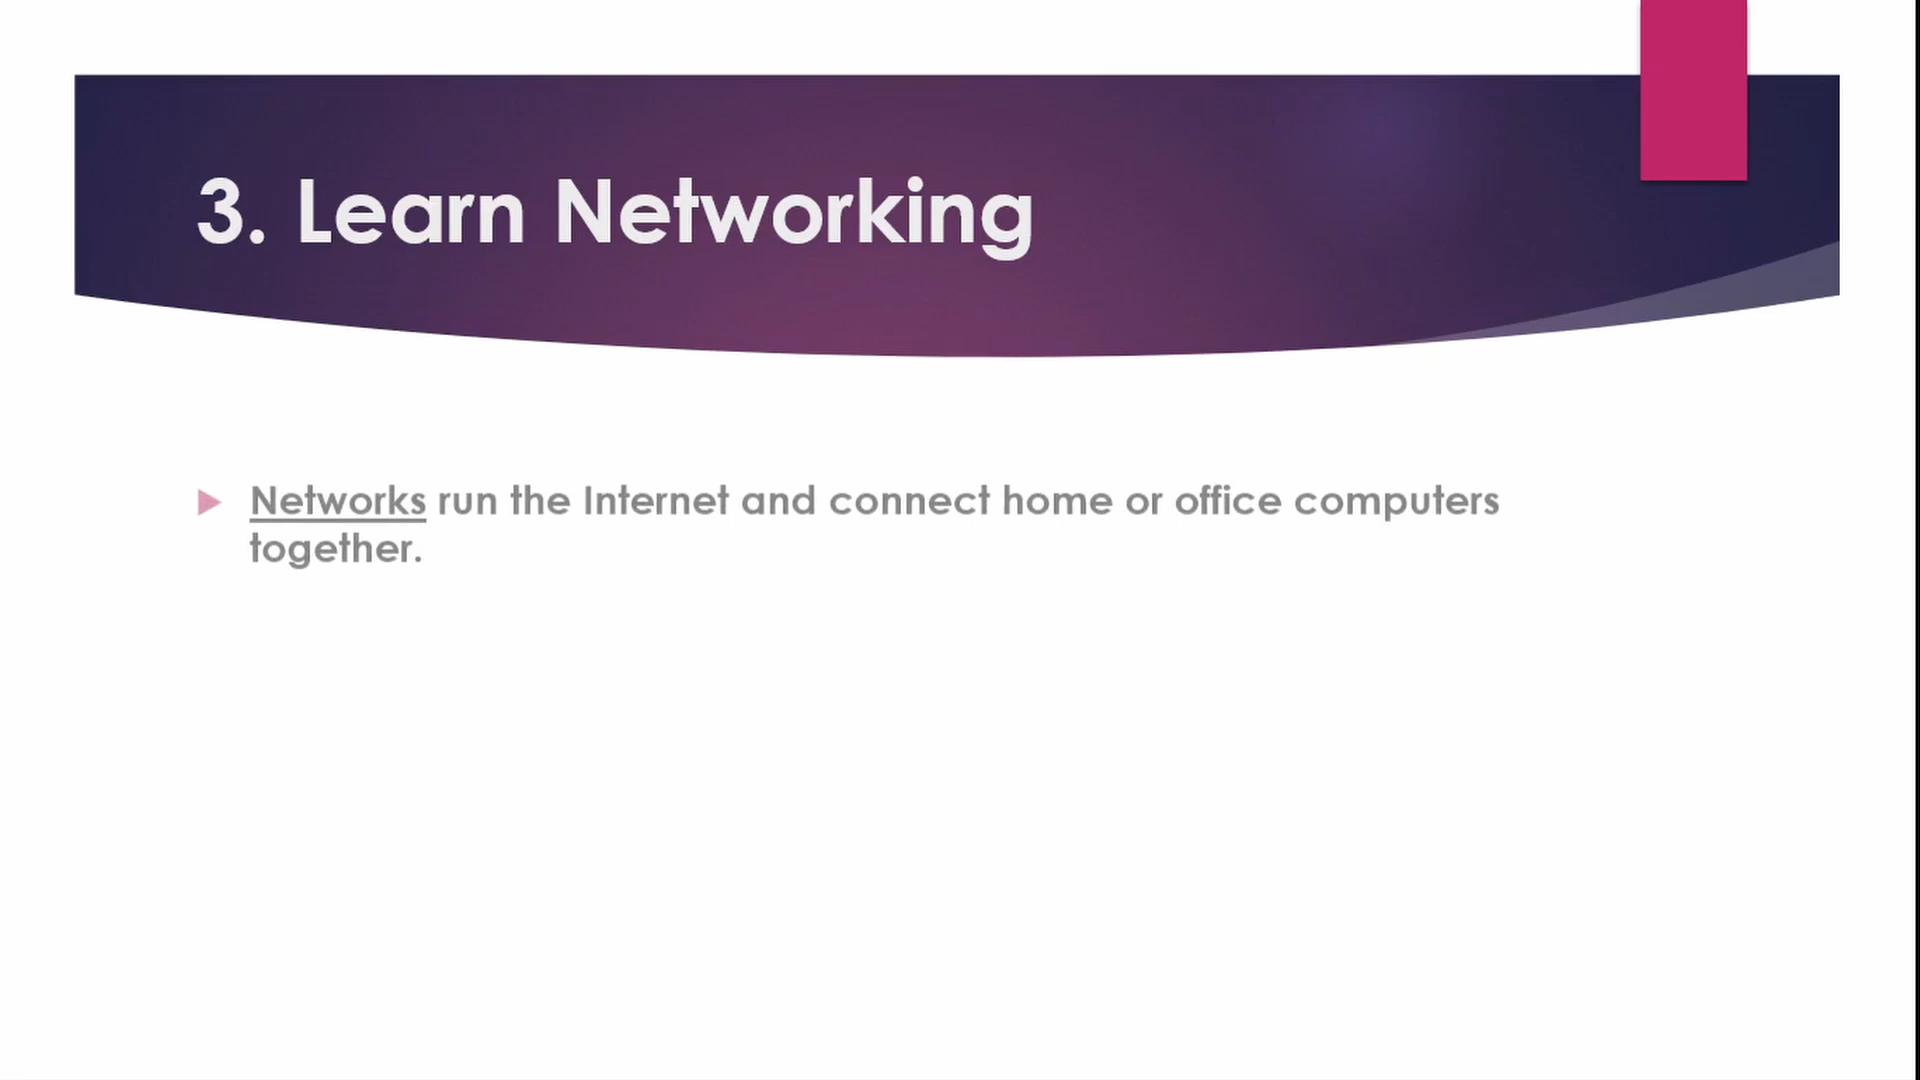 3. Learn Networking
Networks run the Internet and connect home or office computers
together.